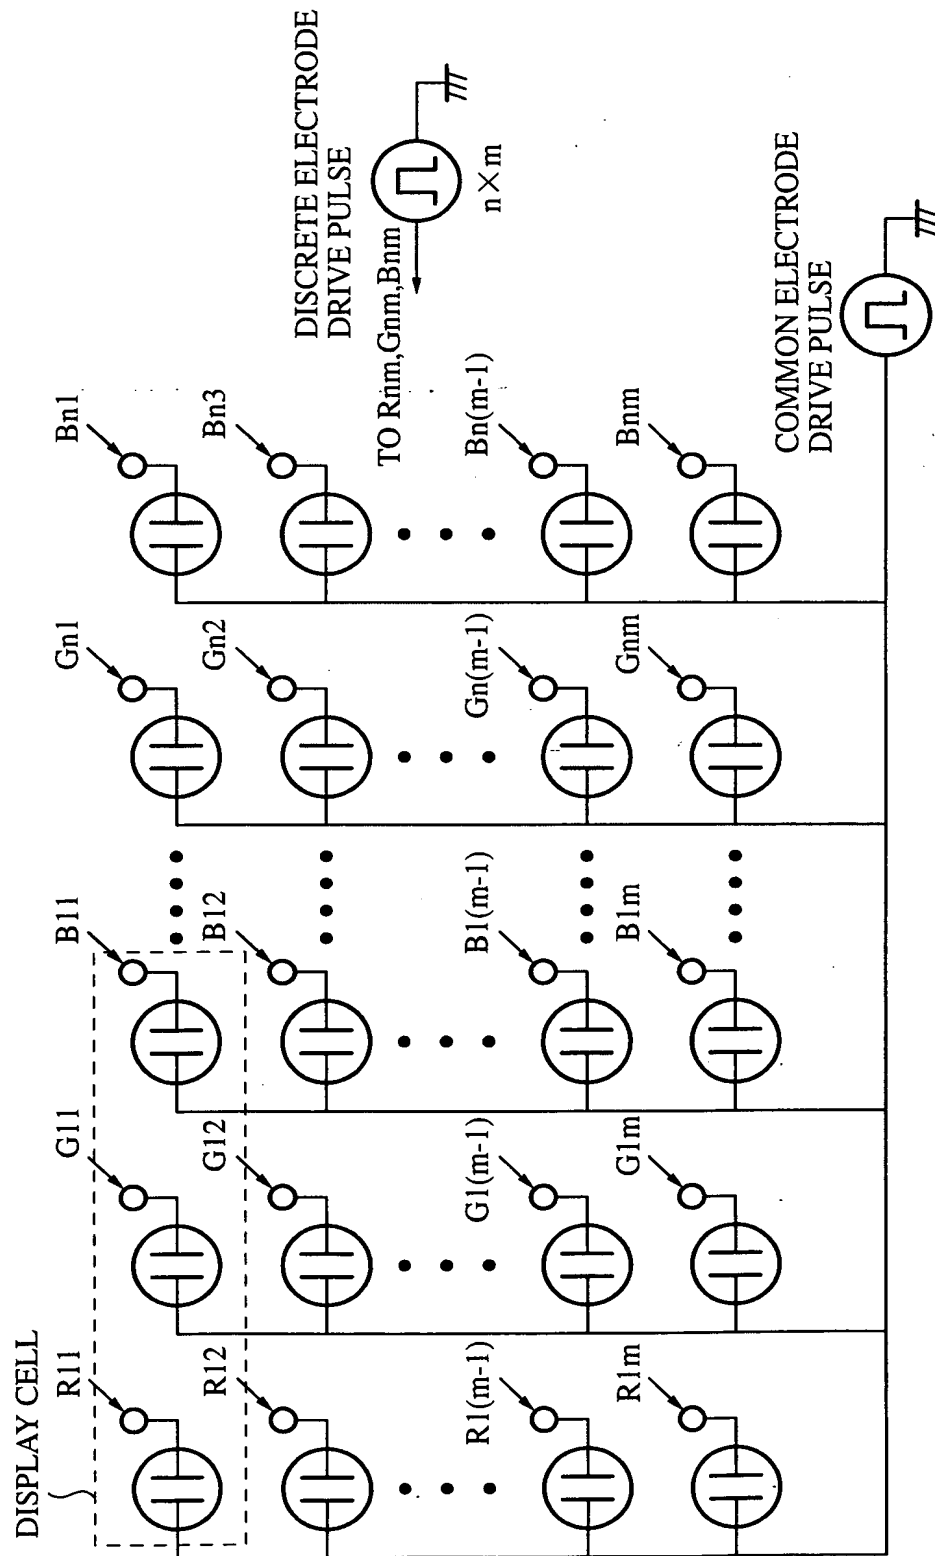 DISPLAY CELL
R11
G11
B11
Gn1
Bn1
R12
G12
B12
Gn2
Bn3
R1(m-1)
G1(m-1)
B1(m-1)
Gn(m-1)
Bn(m-1)
R1m
G1m
B1m
Gnm
Bnm
DISCRETE ELECTRODE
DRIVE PULSE
TO Rnm,Gnm,Bnm
n×m
COMMON ELECTRODE
DRIVE PULSE